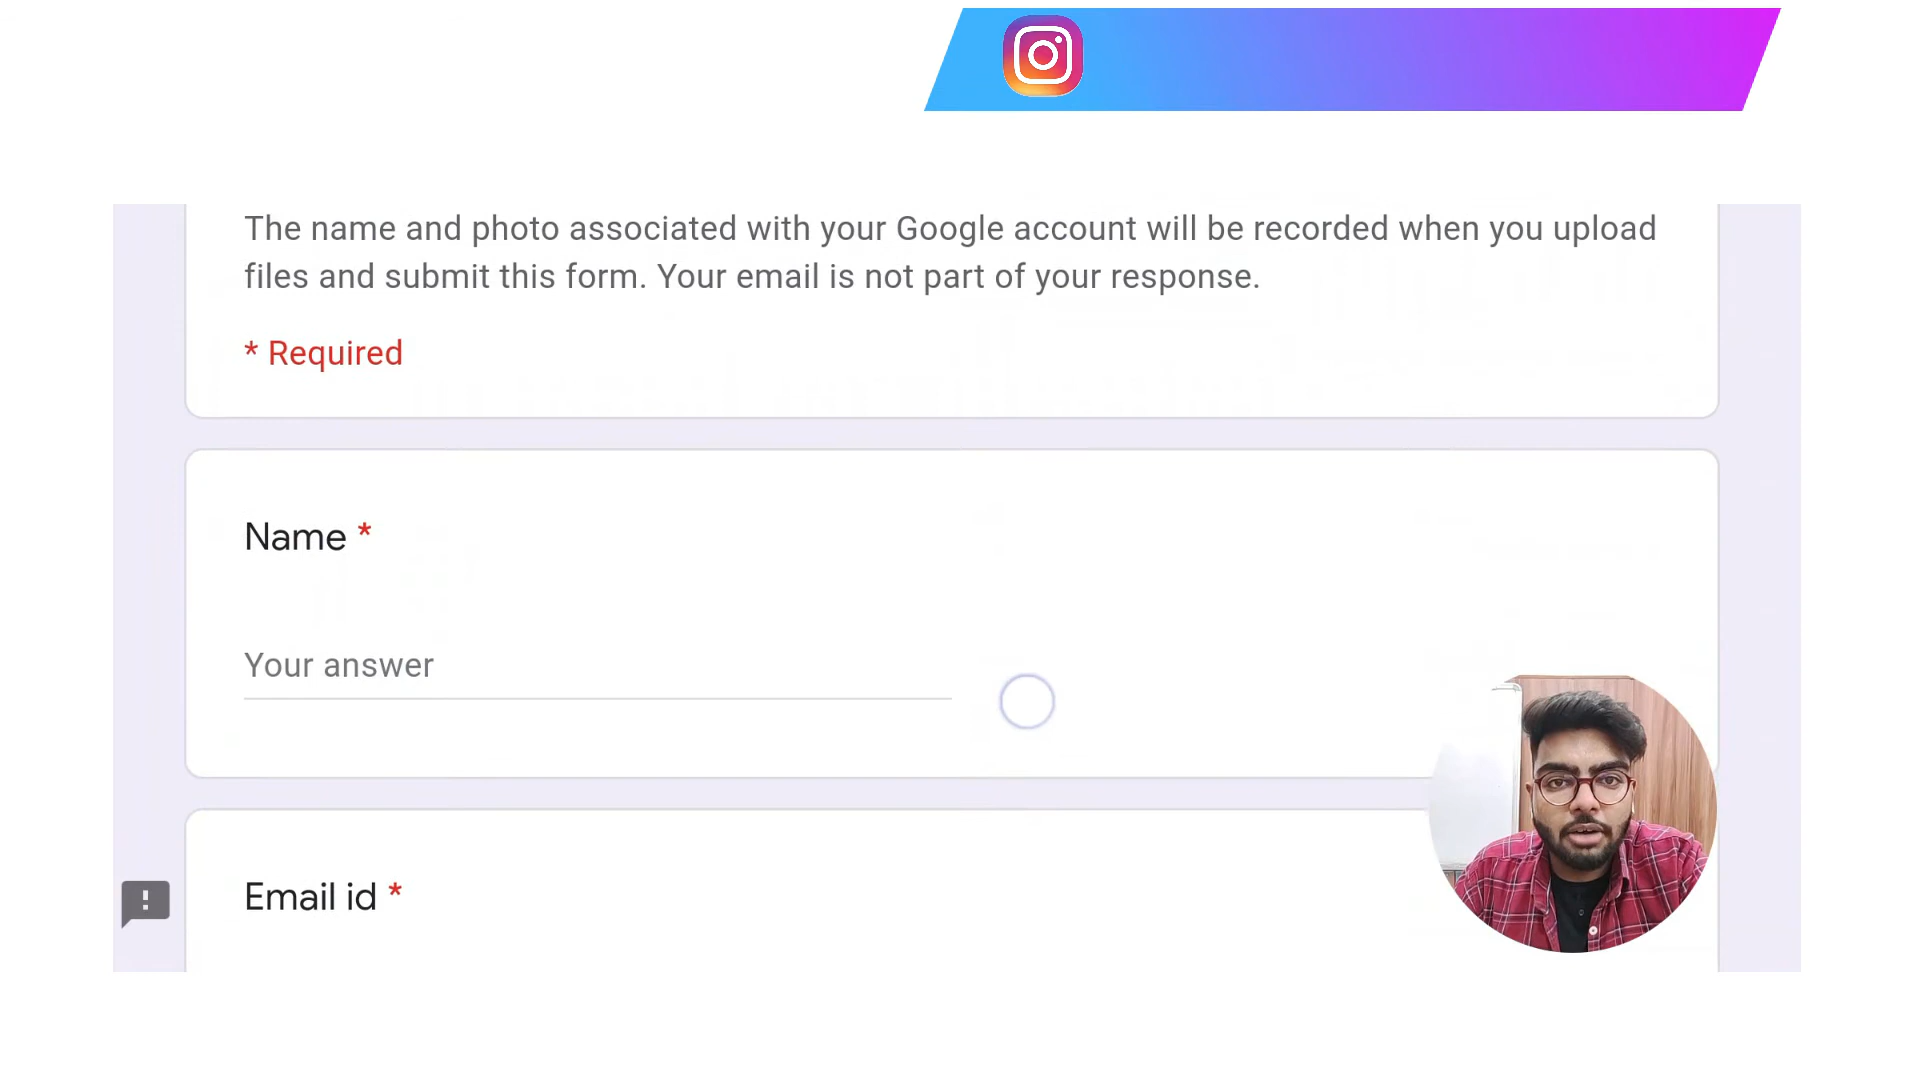 The name and photo associated with your Google account will be recorded when you upload
files and submit this form. Your email is not part of your response.
* Required
Name *
Your answer
Email id *